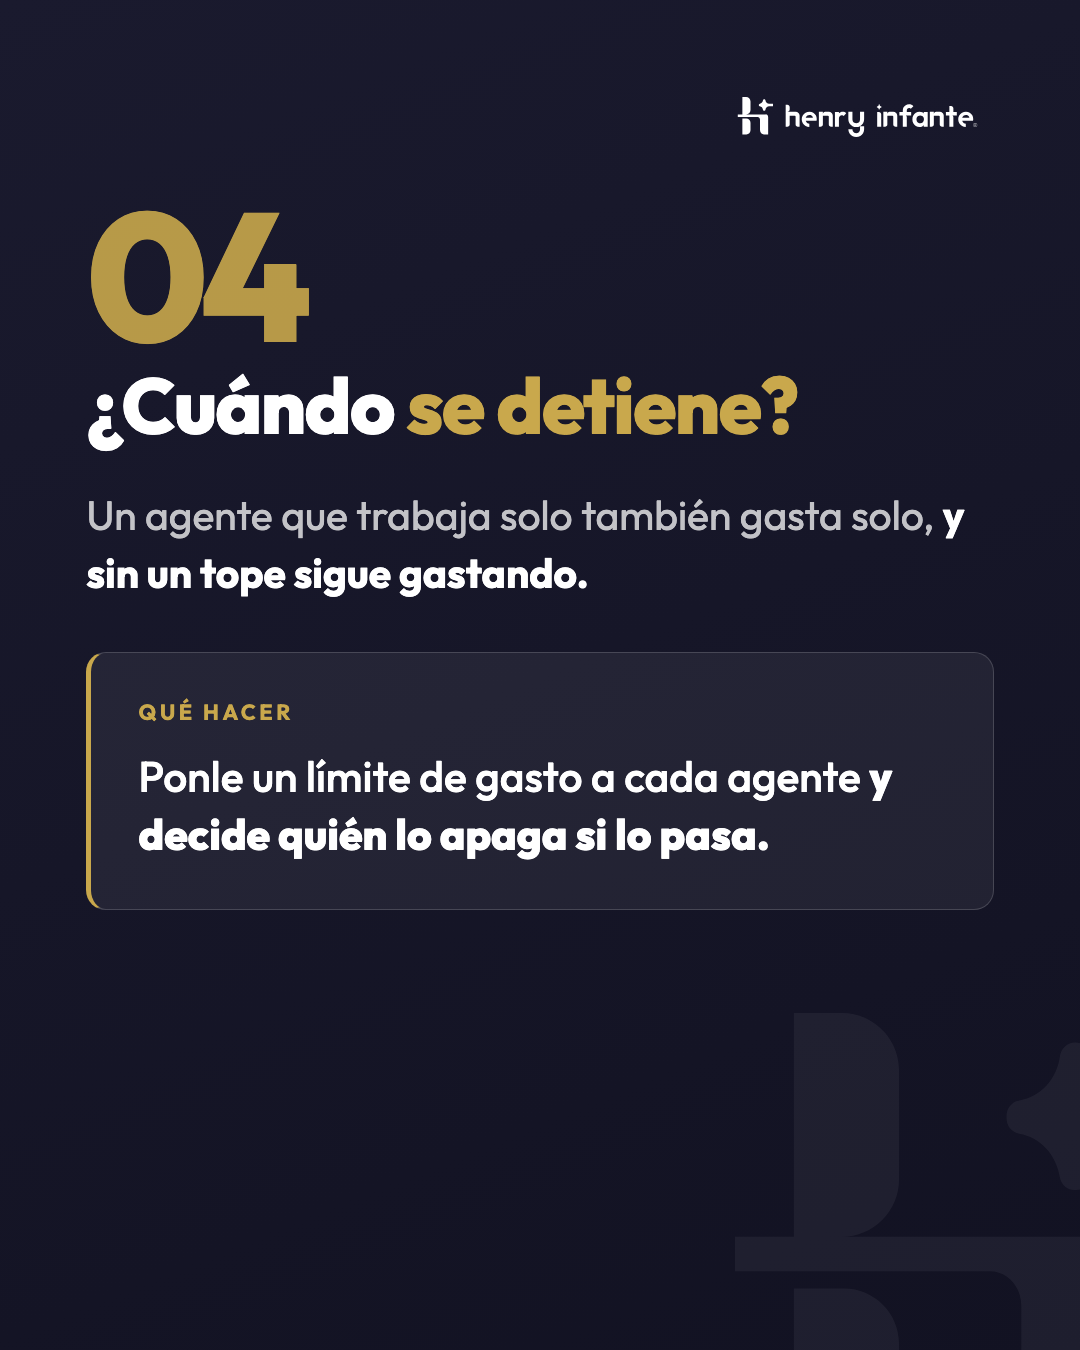 henry infante
04
¿Cuándo se detiene?
Un agente que trabaja solo también gasta solo, y
sin un tope sigue gastando.
QUÉ HACER
Ponle un límite de gasto a cada agente y
decide quién lo apaga si lo pasa.